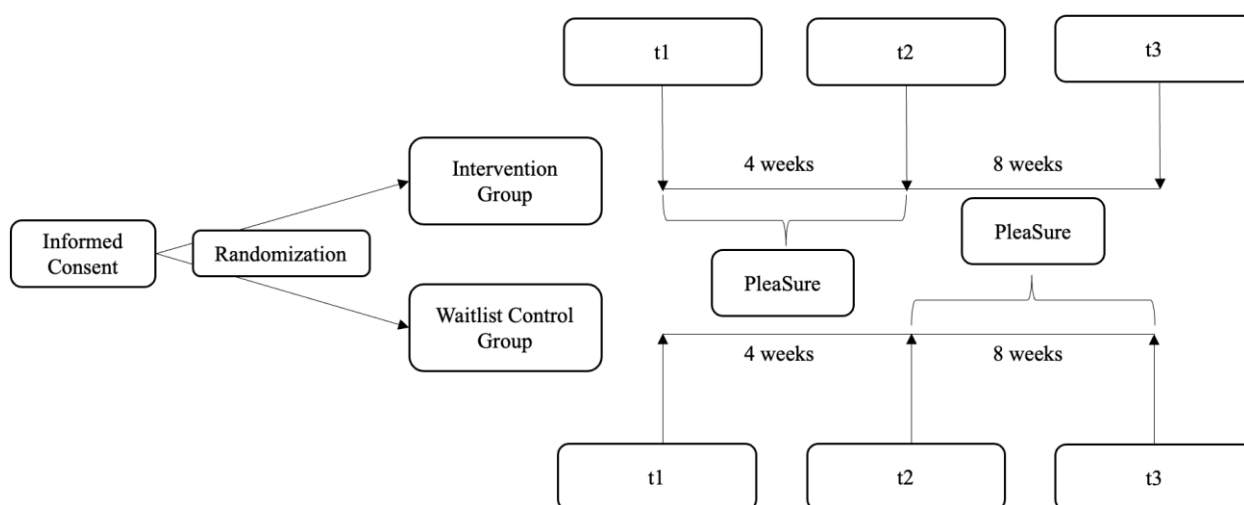 t1
t2
t3
4 weeks
8 weeks
Intervention
Group
Informed
Consent
Randomization
PleaSure
PleaSure
Waitlist Control
Group
4 weeks
8 weeks
t1
t2
t3